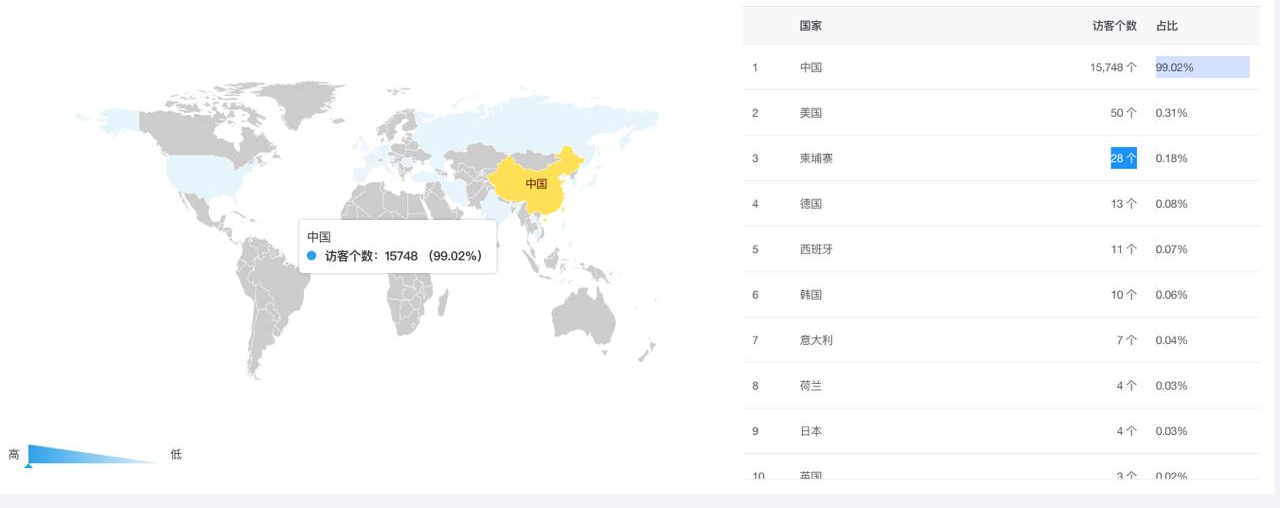 中国
中国
访客个数：15748 （99.02%）
高
低
国家 访客个数 占比
1 中国 15,748 个 99.02%
2 美国 50 个 0.31%
3 柬埔寨 28 个 0.18%
4 德国 13 个 0.08%
5 西班牙 11 个 0.07%
6 韩国 10 个 0.06%
7 意大利 7 个 0.04%
8 荷兰 4 个 0.03%
9 日本 4 个 0.03%
10 英国 3 个 0.02%